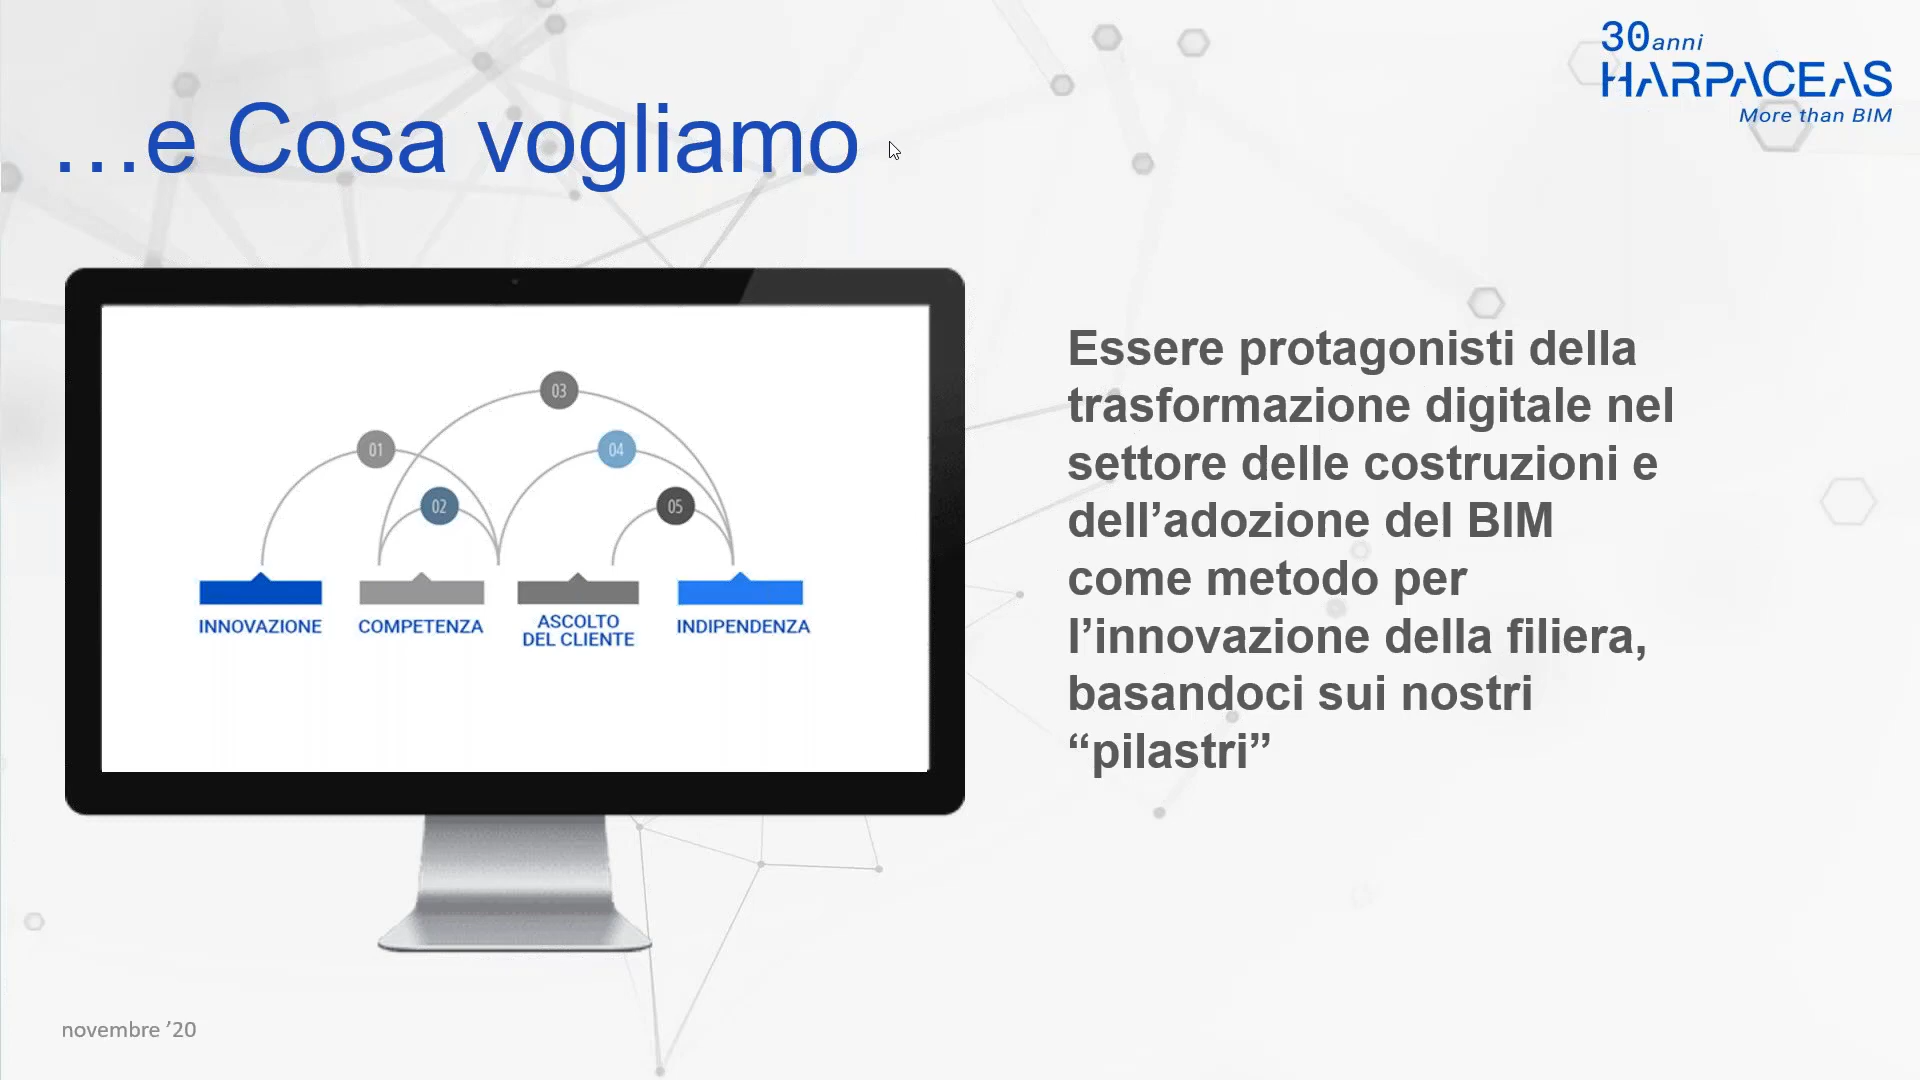 30anni
HARPACEAS
More than BIM
…e Cosa vogliamo
03
01
04
02
05
INNOVAZIONE
COMPETENZA
ASCOLTO
DEL CLIENTE
INDIPENDENZA
Essere protagonisti della
trasformazione digitale nel
settore delle costruzioni e
dell’adozione del BIM
come metodo per
l’innovazione della filiera,
basandoci sui nostri
“pilastri”
novembre ’20